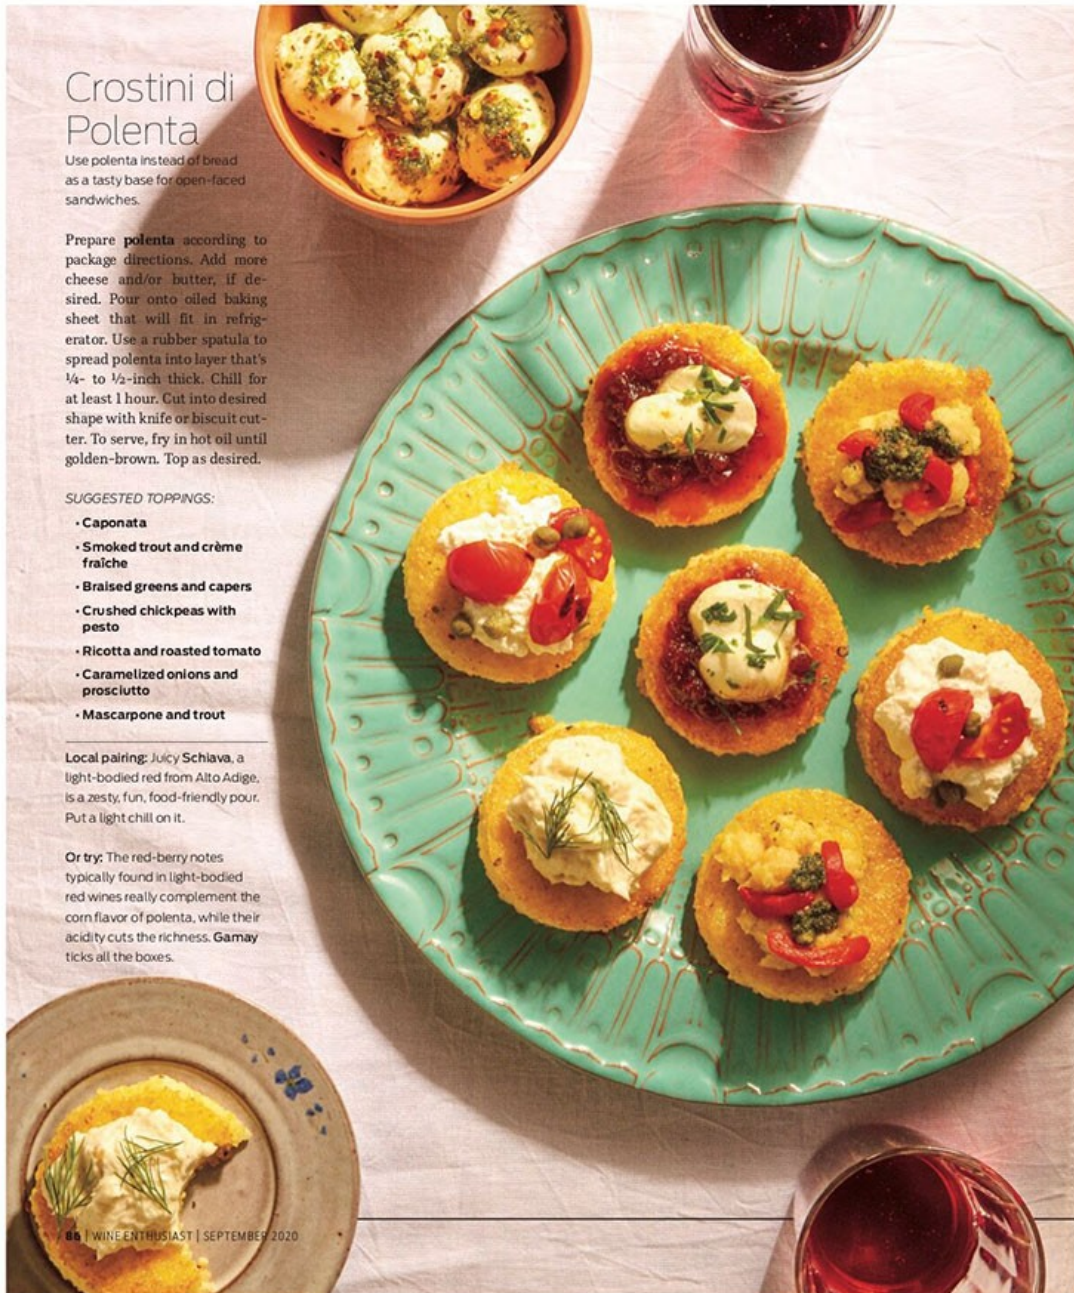 Crostini di
Polenta
Use polenta instead of bread
as a tasty base for open-faced
sandwiches.
Prepare polenta according to
package directions. Add more
cheese and/or butter, if de-
sired. Pour onto oiled baking
sheet that will fit in refrig-
erator. Use a rubber spatula to
spread polenta into layer that's
¼- to ½-inch thick. Chill for
at least 1 hour. Cut into desired
shape with knife or biscuit cut-
ter. To serve, fry in hot oil until
golden-brown. Top as desired.
SUGGESTED TOPPINGS:
• Caponata
• Smoked trout and crème
fraîche
• Braised greens and capers
• Crushed chickpeas with
pesto
• Ricotta and roasted tomato
• Caramelized onions and
prosciutto
• Mascarpone and trout
Local pairing: Juicy Schiava, a
light-bodied red from Alto Adige,
is a zesty, fun, food-friendly pour.
Put a light chill on it.
Or try: The red-berry notes
typically found in light-bodied
red wines really complement the
corn flavor of polenta, while their
acidity cuts the richness. Gamay
ticks all the boxes.
86 | WINE ENTHUSIAST | SEPTEMBER 2020